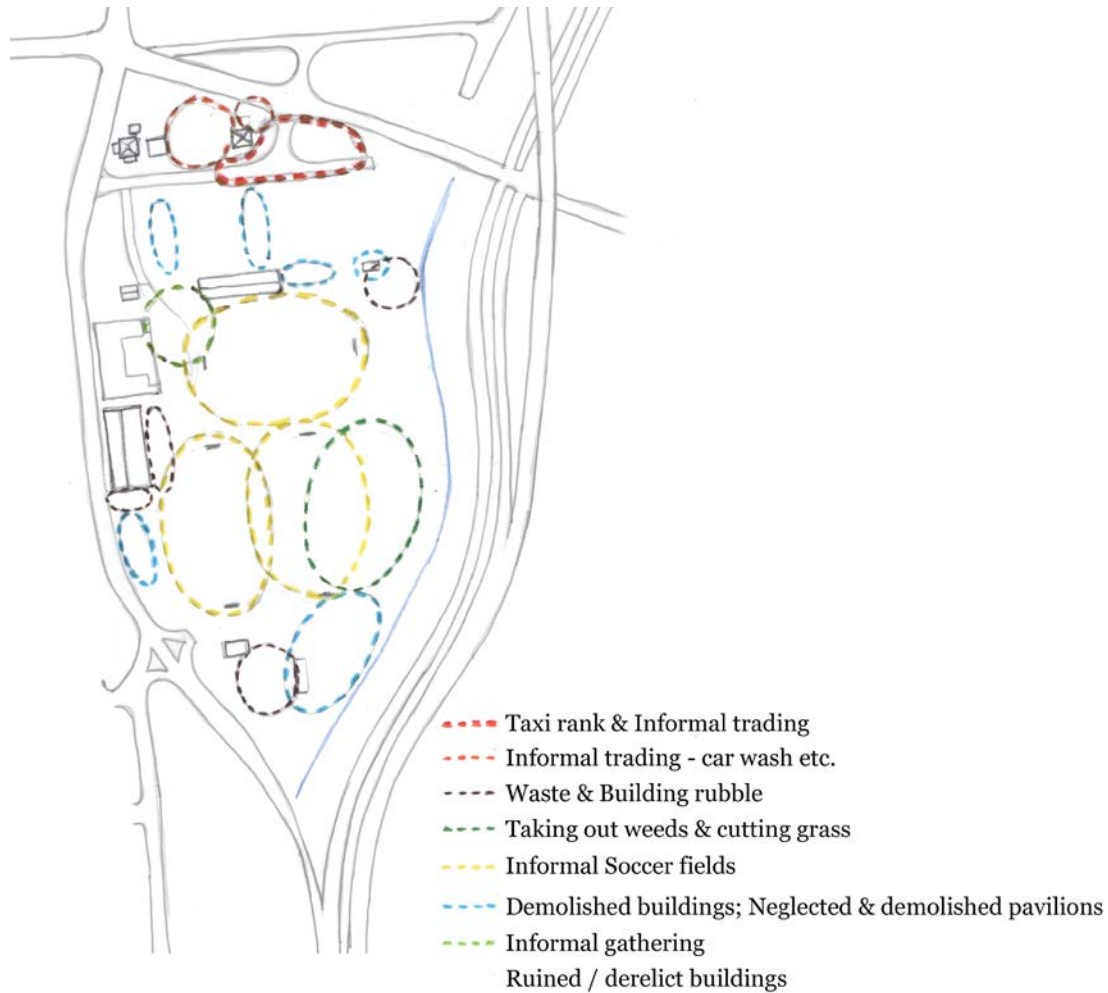 Taxi rank & Informal trading
Informal trading - car wash etc.
Waste & Building rubble
Taking out weeds & cutting grass
Informal Soccer fields
Demolished buildings; Neglected & demolished pavilions
Informal gathering
Ruined / derelict buildings